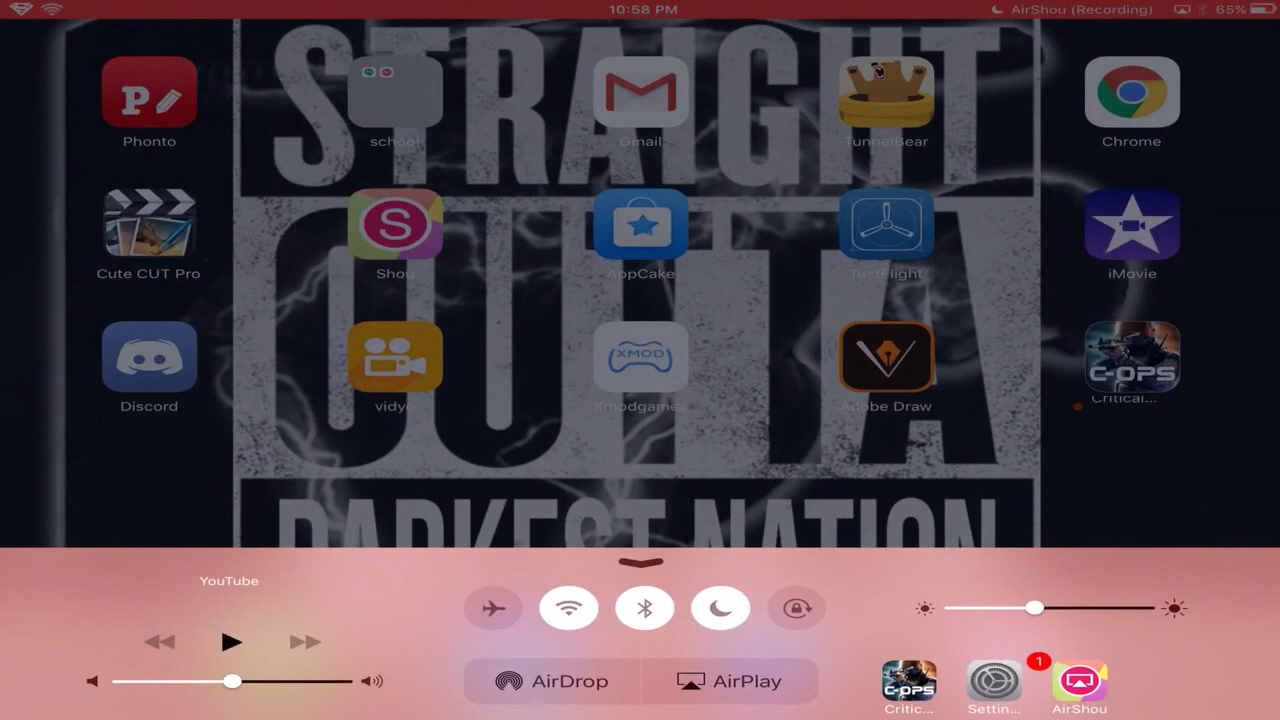 10:58 PM
AirShou (Recording)
65%
STRAIGHT
OUTTA
DARKEST NATION
Phonto
school
Gmail
TunnelBear
Chrome
Cute CUT Pro
Shou
AppCake
TestFlight
iMovie
XMOD
C-OPS
Discord
vidyo
Xmodgames
Adobe Draw
Critical...
YouTube
AirDrop
AirPlay
C-OPS
1
Critic...
Settin...
AirShou